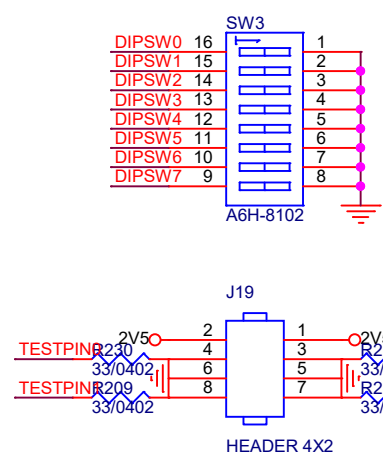 SW3
DIPSW0 16 1
DIPSW1 15 2
DIPSW2 14 3
DIPSW3 13 4
DIPSW4 12 5
DIPSW5 11 6
DIPSW6 10 7
DIPSW7 9 8
A6H-8102
J19
2V5 2 1
R230 4 3
33/0402 6 5
R209 8 7
33/0402
HEADER 4X2